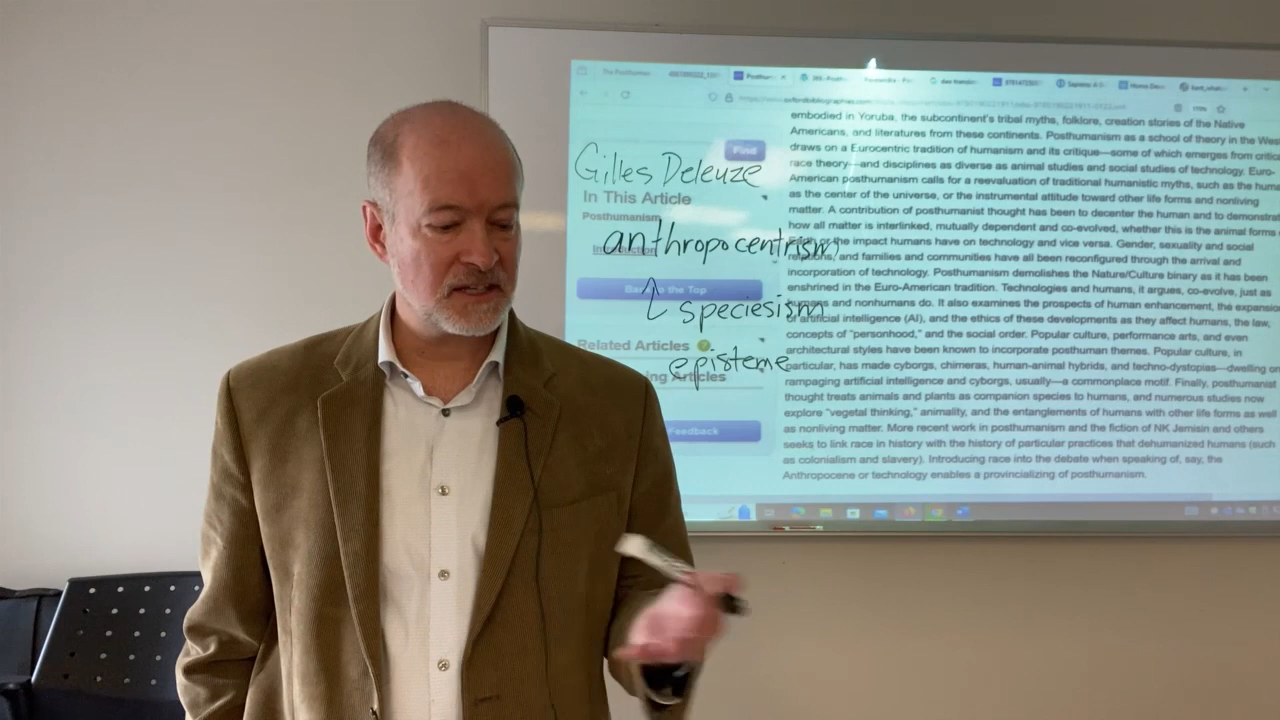 Posthum
oxfordbibliographies.com
170%
Find
Gilles Deleuze
In This Article
Posthumanism
anthropocentrism
Introduction
to the Top
speciesism
Related Articles
episteme
ng Articles
Feedback
embodied in Yoruba, the subcontinent's tribal myths, folklore, creation stories of the Native
Americans, and literatures from these continents. Posthumanism as a school of theory in the Wes
draws on a Eurocentric tradition of humanism and its critique—some of which emerges from critic
race theory—and disciplines as diverse as animal studies and social studies of technology. Euro-
American posthumanism calls for a reevaluation of traditional humanistic myths, such as the huma
as the center of the universe, or the instrumental attitude toward other life forms and nonliving
matter. A contribution of posthumanist thought has been to decenter the human and to demonstra
how all matter is interlinked, mutually dependent and co-evolved, whether this is the animal forms
or the impact humans have on technology and vice versa. Gender, sexuality and social
and families and communities have all been reconfigured through the arrival and
incorporation of technology. Posthumanism demolishes the Nature/Culture binary as it has been
enshrined in the Euro-American tradition. Technologies and humans, it argues, co-evolve, just as
humans and nonhumans do. It also examines the prospects of human enhancement, the expansio
of artificial intelligence (AI), and the ethics of these developments as they affect humans, the law,
concepts of "personhood," and the social order. Popular culture, performance arts, and even
architectural styles have been known to incorporate posthuman themes. Popular culture, in
particular, has made cyborgs, chimeras, human-animal hybrids, and techno-dystopias—dwelling on
rampaging artificial intelligence and cyborgs, usually—a commonplace motif. Finally, posthumanist
thought treats animals and plants as companion species to humans, and numerous studies now
explore "vegetal thinking," animality, and the entanglements of humans with other life forms as well
as nonliving matter. More recent work in posthumanism and the fiction of NK Jemisin and others
seeks to link race in history with the history of particular practices that dehumanized humans (such
as colonialism and slavery). Introducing race into the debate when speaking of, say, the
Anthropocene or technology enables a provincializing of posthumanism.